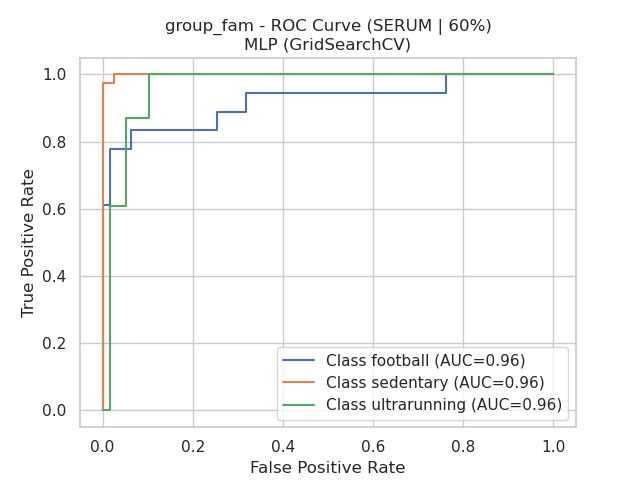 group_fam - ROC Curve (SERUM | 60%)
MLP (GridSearchCV)
True Positive Rate
1.0
0.8
0.6
0.4
0.2
0.0
Class football (AUC=0.96)
Class sedentary (AUC=0.96)
Class ultrarunning (AUC=0.96)
0.0 0.2 0.4 0.6 0.8 1.0
False Positive Rate